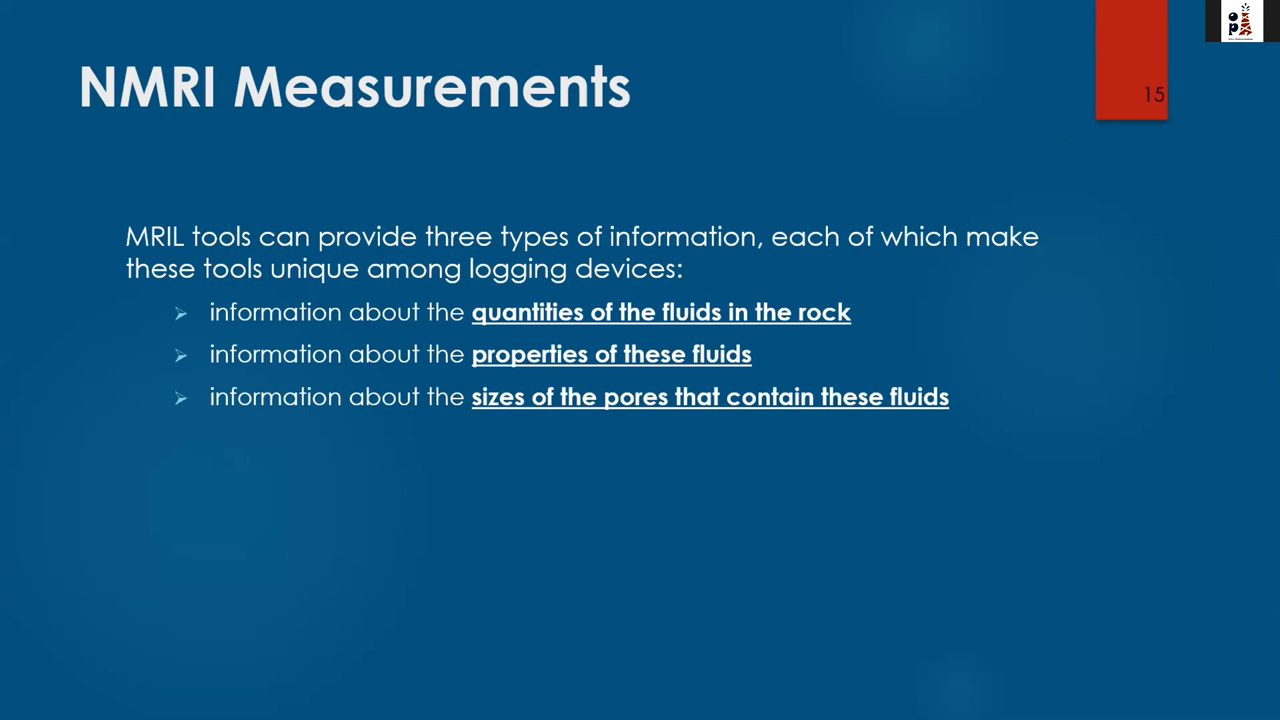 NMRI Measurements
15
MRIL tools can provide three types of information, each of which make
these tools unique among logging devices:
information about the quantities of the fluids in the rock
information about the properties of these fluids
information about the sizes of the pores that contain these fluids